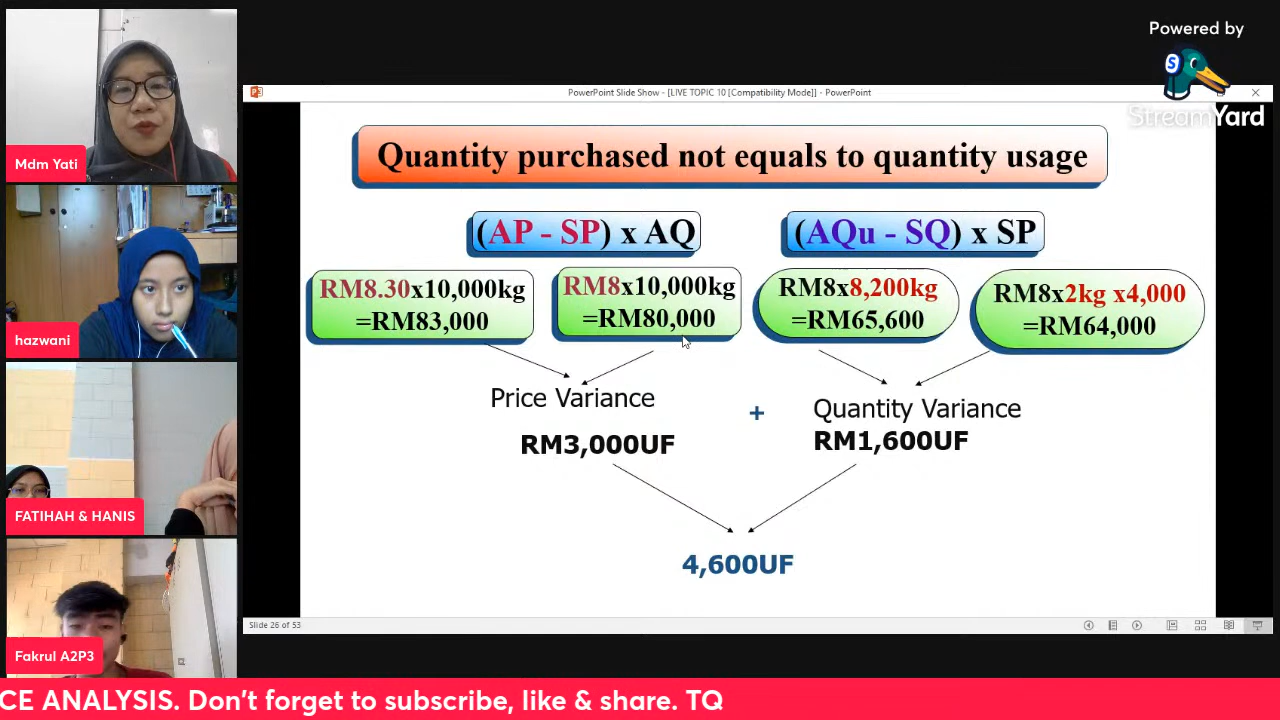 Powered by
S
StreamYard
PowerPoint Slide Show - [LIVE TOPIC 10 [Compatibility Mode]] - PowerPoint
Quantity purchased not equals to quantity usage
(AP - SP) x AQ
(AQu - SQ) x SP
RM8.30x10,000kg
=RM83,000
RM8x10,000kg
=RM80,000
RM8x8,200kg
=RM65,600
RM8x2kg x4,000
=RM64,000
Price Variance
RM3,000UF
+
Quantity Variance
RM1,600UF
4,600UF
Slide 26 of 53
Mdm Yati
hazwani
FATIHAH & HANIS
Fakrul A2P3
CE ANALYSIS. Don't forget to subscribe, like & share. TQ